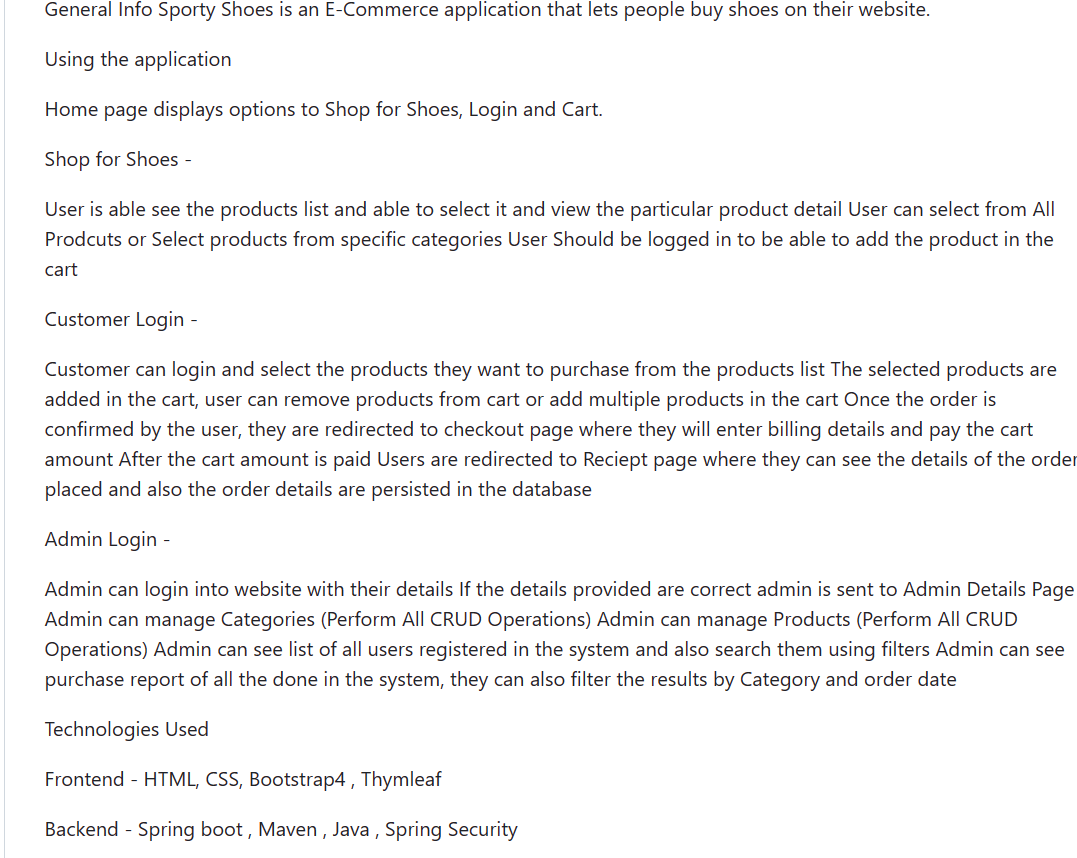 General Info Sporty Shoes is an E-Commerce application that lets people buy shoes on their website.
Using the application
Home page displays options to Shop for Shoes, Login and Cart.
Shop for Shoes -
User is able see the products list and able to select it and view the particular product detail User can select from All
Prodcuts or Select products from specific categories User Should be logged in to be able to add the product in the
cart
Customer Login -
Customer can login and select the products they want to purchase from the products list The selected products are
added in the cart, user can remove products from cart or add multiple products in the cart Once the order is
confirmed by the user, they are redirected to checkout page where they will enter billing details and pay the cart
amount After the cart amount is paid Users are redirected to Reciept page where they can see the details of the order
placed and also the order details are persisted in the database
Admin Login -
Admin can login into website with their details If the details provided are correct admin is sent to Admin Details Page
Admin can manage Categories (Perform All CRUD Operations) Admin can manage Products (Perform All CRUD
Operations) Admin can see list of all users registered in the system and also search them using filters Admin can see
purchase report of all the done in the system, they can also filter the results by Category and order date
Technologies Used
Frontend - HTML, CSS, Bootstrap4 , Thymleaf
Backend - Spring boot , Maven , Java , Spring Security